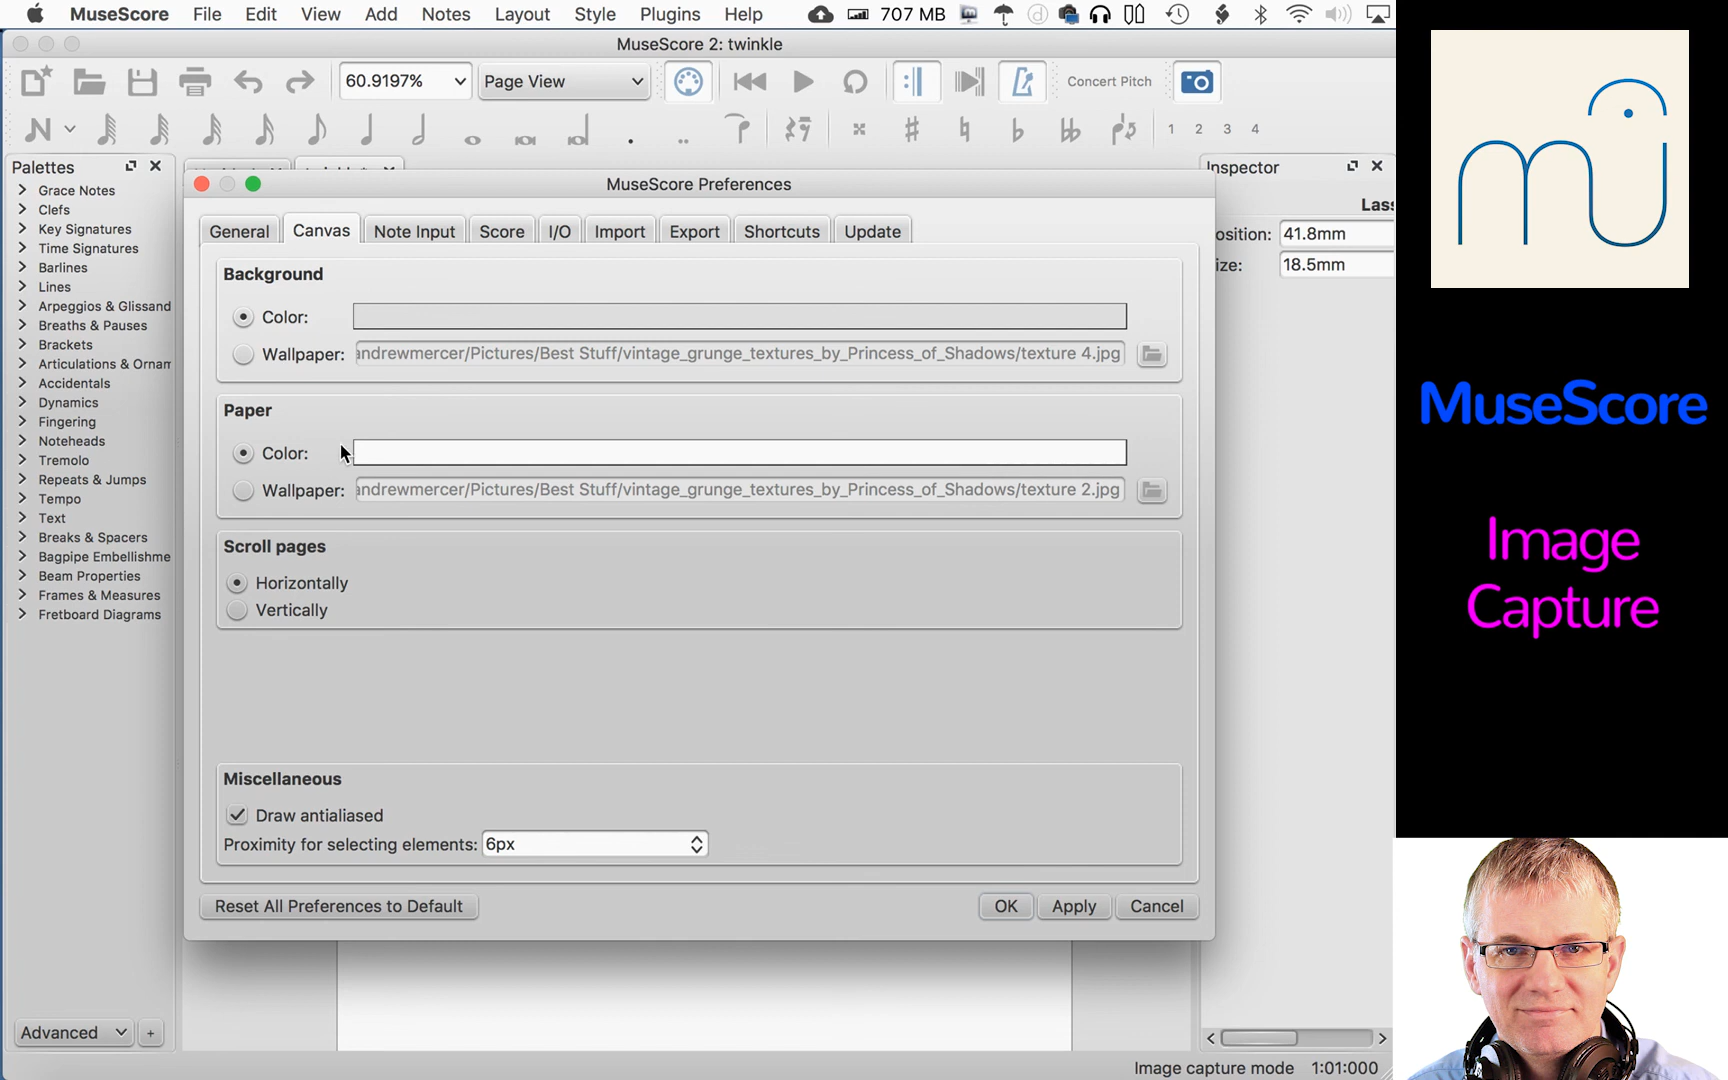 MuseScore File Edit View Add Notes Layout Style Plugins Help 707 MB
MuseScore 2: twinkle
60.9197% Page View Concert Pitch
1 2 3 4
Palettes
Grace Notes
Clefs
Key Signatures
Time Signatures
Barlines
Lines
Arpeggios & Glissand
Breaths & Pauses
Brackets
Articulations & Ornan
Accidentals
Dynamics
Fingering
Noteheads
Tremolo
Repeats & Jumps
Tempo
Text
Breaks & Spacers
Bagpipe Embellishme
Beam Properties
Frames & Measures
Fretboard Diagrams
Advanced +
MuseScore Preferences
General Canvas Note Input Score I/O Import Export Shortcuts Update
Background
Color:
Wallpaper: andrewmercer/Pictures/Best Stuff/vintage_grunge_textures_by_Princess_of_Shadows/texture 4.jpg
Paper
Color:
Wallpaper: andrewmercer/Pictures/Best Stuff/vintage_grunge_textures_by_Princess_of_Shadows/texture 2.jpg
Scroll pages
Horizontally
Vertically
Miscellaneous
Draw antialiased
Proximity for selecting elements: 6px
Reset All Preferences to Default OK Apply Cancel
Inspector
Lass
osition: 41.8mm
ize: 18.5mm
Image capture mode 1:01:000
mu
MuseScore
Image
Capture